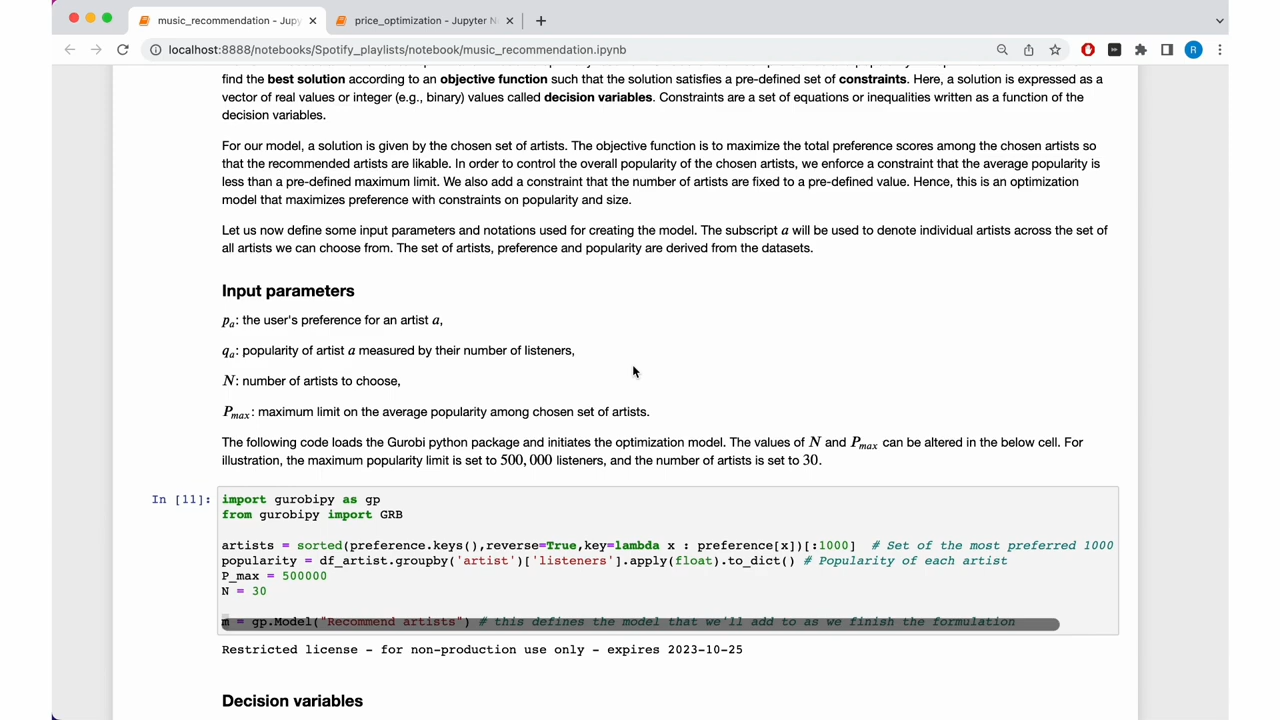 music_recommendation - Jupy
price_optimization - Jupyter N
localhost:8888/notebooks/Spotify_playlists/notebook/music_recommendation.ipynb
R
find the best solution according to an objective function such that the solution satisfies a pre-defined set of constraints. Here, a solution is expressed as a
vector of real values or integer (e.g., binary) values called decision variables. Constraints are a set of equations or inequalities written as a function of the
decision variables.
For our model, a solution is given by the chosen set of artists. The objective function is to maximize the total preference scores among the chosen artists so
that the recommended artists are likable. In order to control the overall popularity of the chosen artists, we enforce a constraint that the average popularity is
less than a pre-defined maximum limit. We also add a constraint that the number of artists are fixed to a pre-defined value. Hence, this is an optimization
model that maximizes preference with constraints on popularity and size.
Let us now define some input parameters and notations used for creating the model. The subscript a will be used to denote individual artists across the set of
all artists we can choose from. The set of artists, preference and popularity are derived from the datasets.
Input parameters
pa: the user's preference for an artist a,
qa: popularity of artist a measured by their number of listeners,
N: number of artists to choose,
Pmax: maximum limit on the average popularity among chosen set of artists.
The following code loads the Gurobi python package and initiates the optimization model. The values of N and Pmax can be altered in the below cell. For
illustration, the maximum popularity limit is set to 500,000 listeners, and the number of artists is set to 30.
In [11]: import gurobipy as gp
from gurobipy import GRB
artists = sorted(preference.keys(),reverse=True,key=lambda x : preference[x])[:1000] # Set of the most preferred 1000
popularity = df_artist.groupby('artist')['listeners'].apply(float).to_dict() # Popularity of each artist
P_max = 500000
N = 30
m = gp.Model("Recommend artists") # this defines the model that we'll add to as we finish the formulation
Restricted license - for non-production use only - expires 2023-10-25
Decision variables